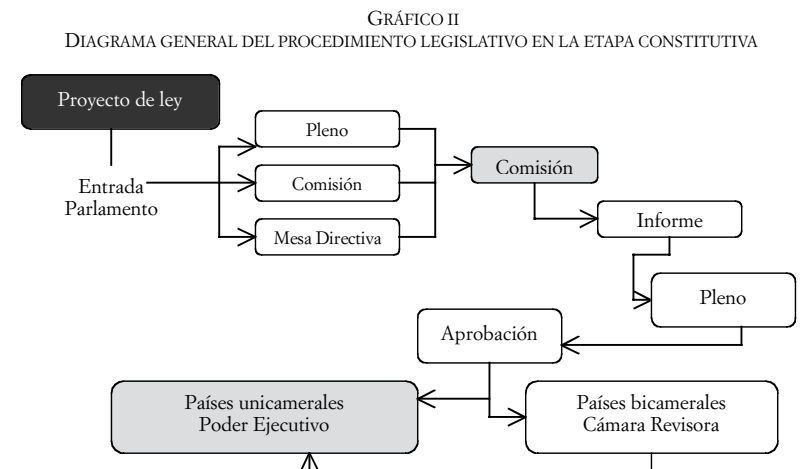 GRÁFICO II
DIAGRAMA GENERAL DEL PROCEDIMIENTO LEGISLATIVO EN LA ETAPA CONSTITUTIVA
Proyecto de ley
Pleno
Comisión
Entrada
Parlamento
Comisión
Mesa Directiva
Informe
Pleno
Aprobación
Países unicamerales
Poder Ejecutivo
Países bicamerales
Cámara Revisora